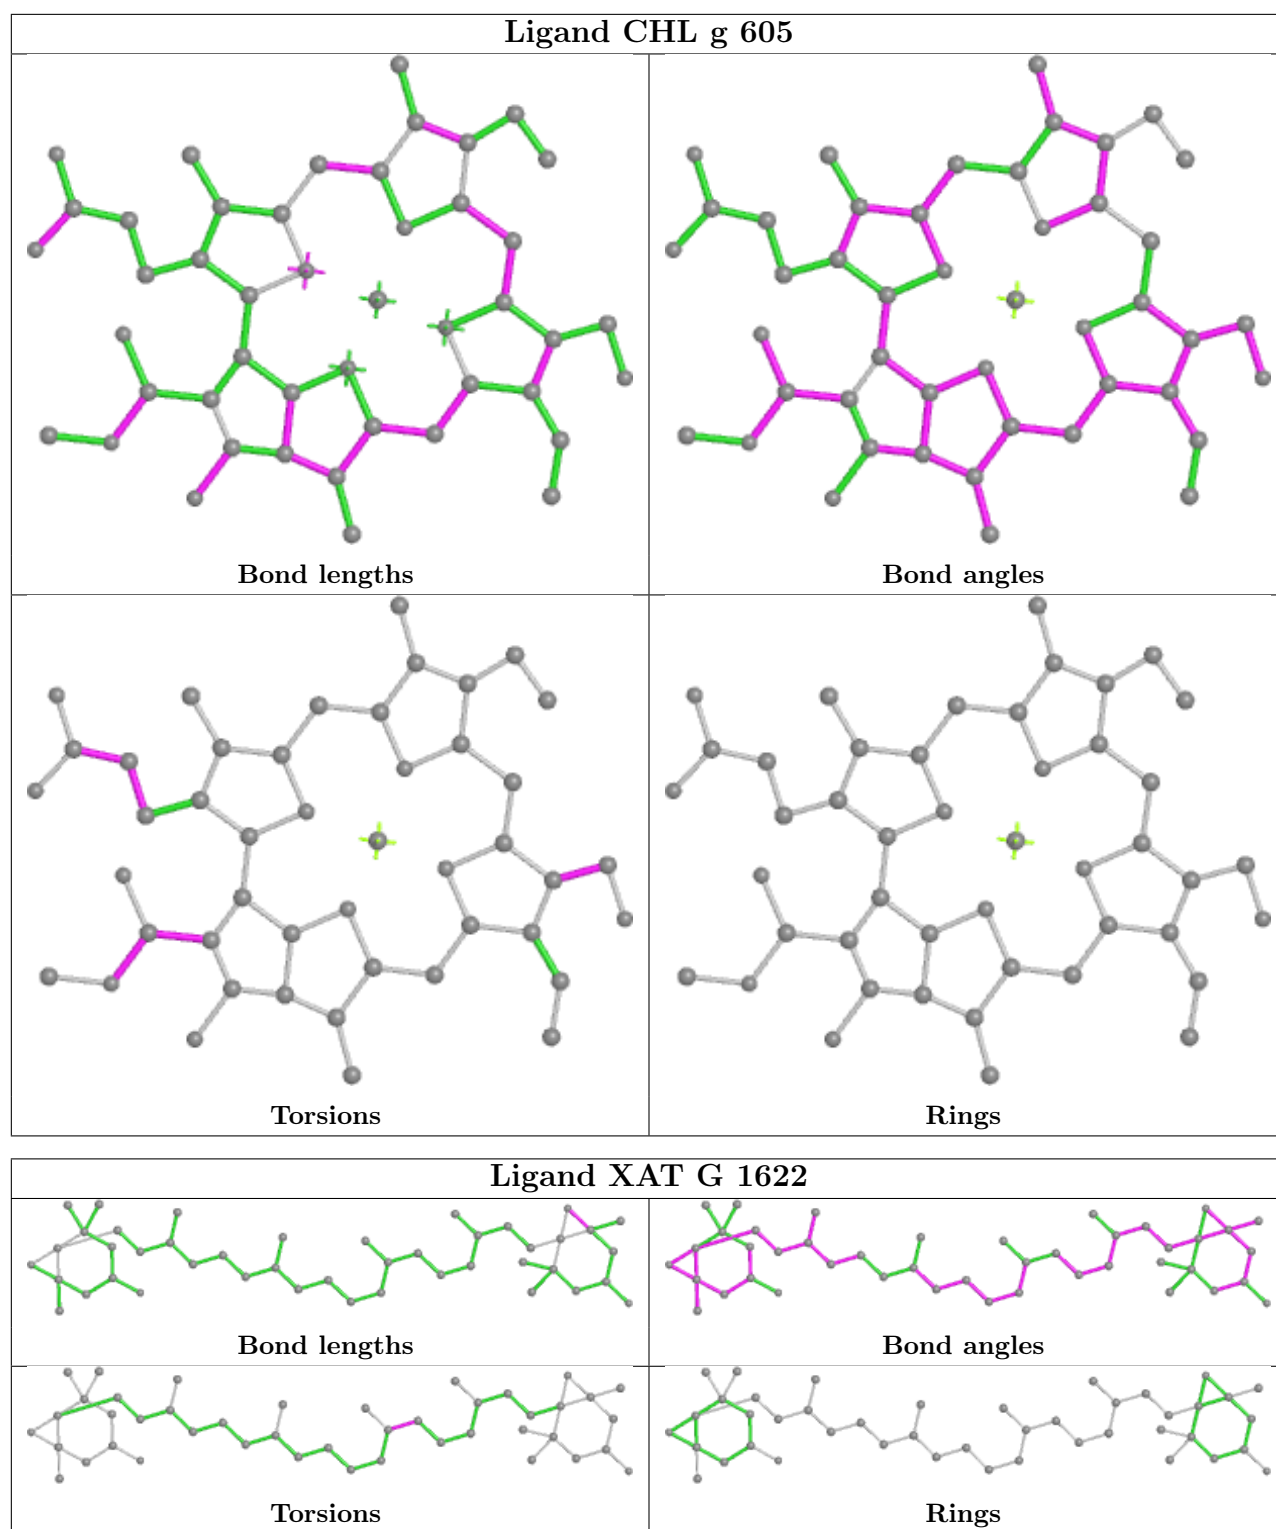 Ligand CHL g 605
Bond lengths
Bond angles
Torsions
Rings
Ligand XAT G 1622
Bond lengths
Bond angles
Torsions
Rings